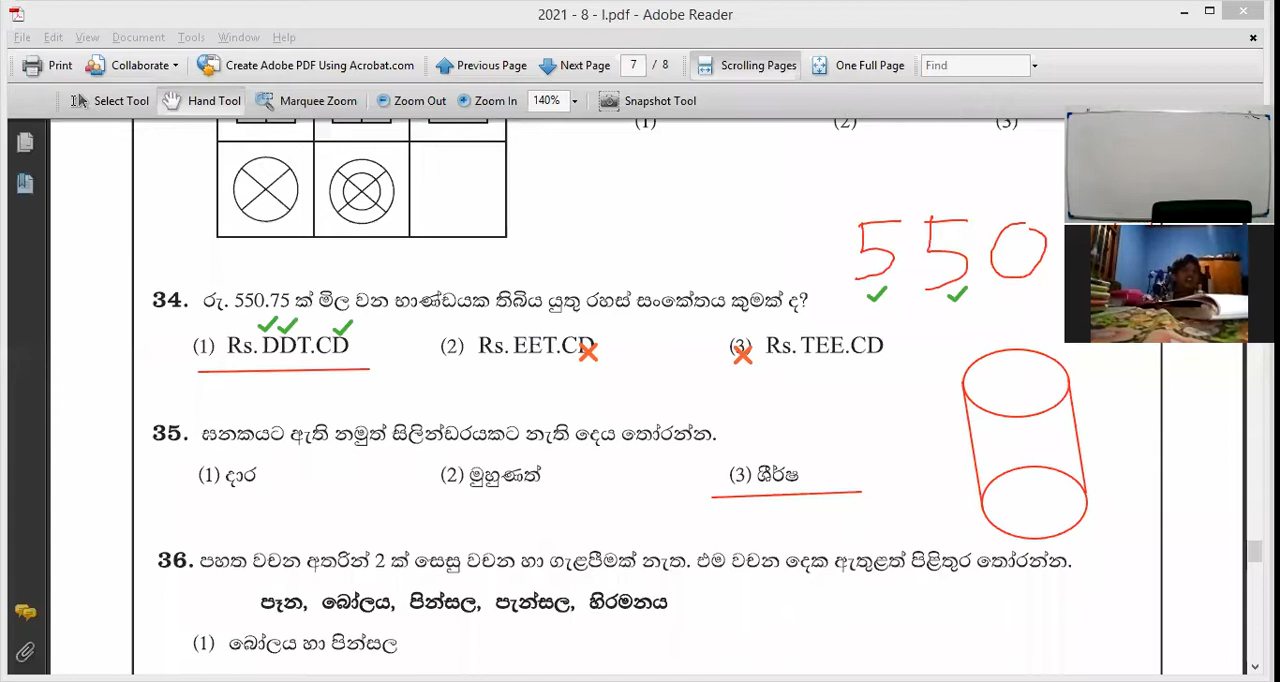 2021 - 8 - I.pdf - Adobe Reader
File Edit View Document Tools Window Help
Print Collaborate Create Adobe PDF Using Acrobat.com Previous Page Next Page 7 / 8 Scrolling Pages One Full Page Find
Select Tool Hand Tool Marquee Zoom Zoom Out Zoom In 140% Snapshot Tool
(1) (2) (3)
550
34. රු. 550.75 ක් මිල වන භාණ්ඩයක තිබිය යුතු රහස් සංකේතය කුමක් ද?
(1) Rs. DDT.CD (2) Rs. EET.CD (3) Rs. TEE.CD
35. ඝනකයට ඇති නමුත් සිලින්ඩරයකට නැති දෙය තෝරන්න.
(1) දාර (2) මුහුණත් (3) ශීර්ෂ
36. පහත වචන අතරින් 2 ක් සෙසු වචන හා ගැළපීමක් නැත. එම වචන දෙක ඇතුළත් පිළිතුර තෝරන්න.
පෑන, බෝලය, පින්සල, පැන්සල, හිරමනය
(1) බෝලය හා පින්සල